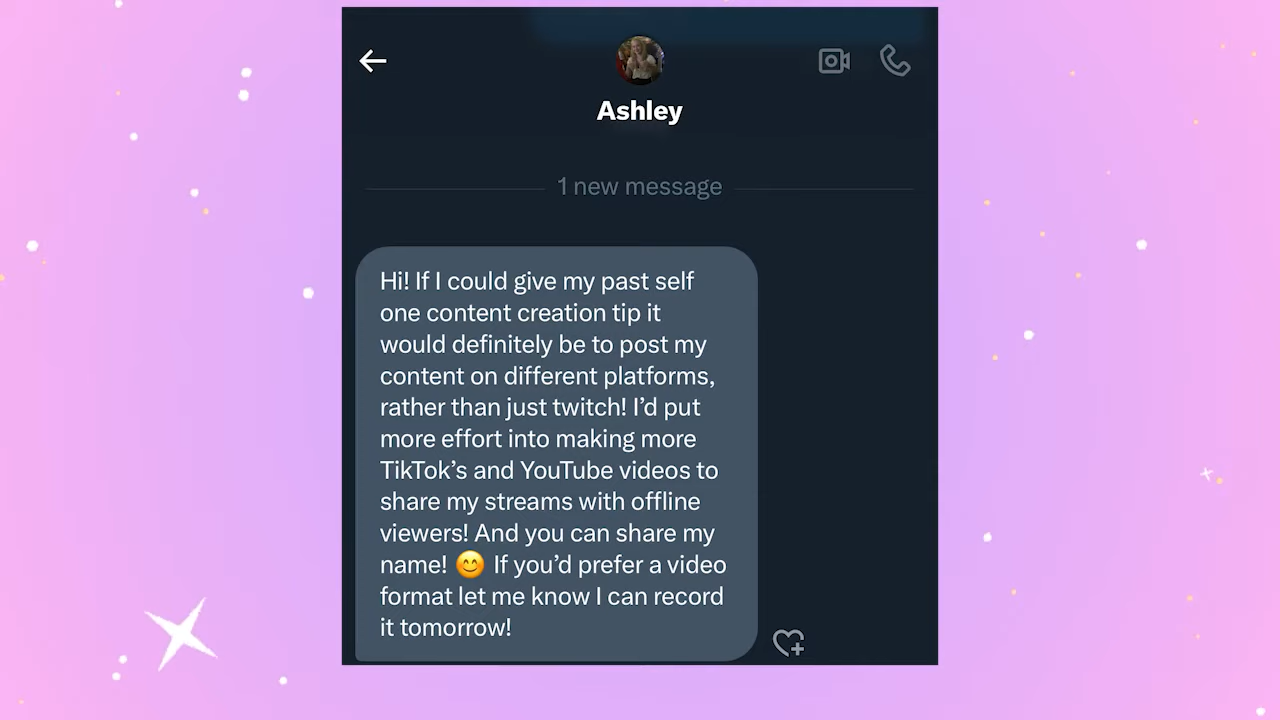 Ashley
1 new message
Hi! If I could give my past self
one content creation tip it
would definitely be to post my
content on different platforms,
rather than just twitch! I’d put
more effort into making more
TikTok’s and YouTube videos to
share my streams with offline
viewers! And you can share my
name! 😊 If you’d prefer a video
format let me know I can record
it tomorrow!